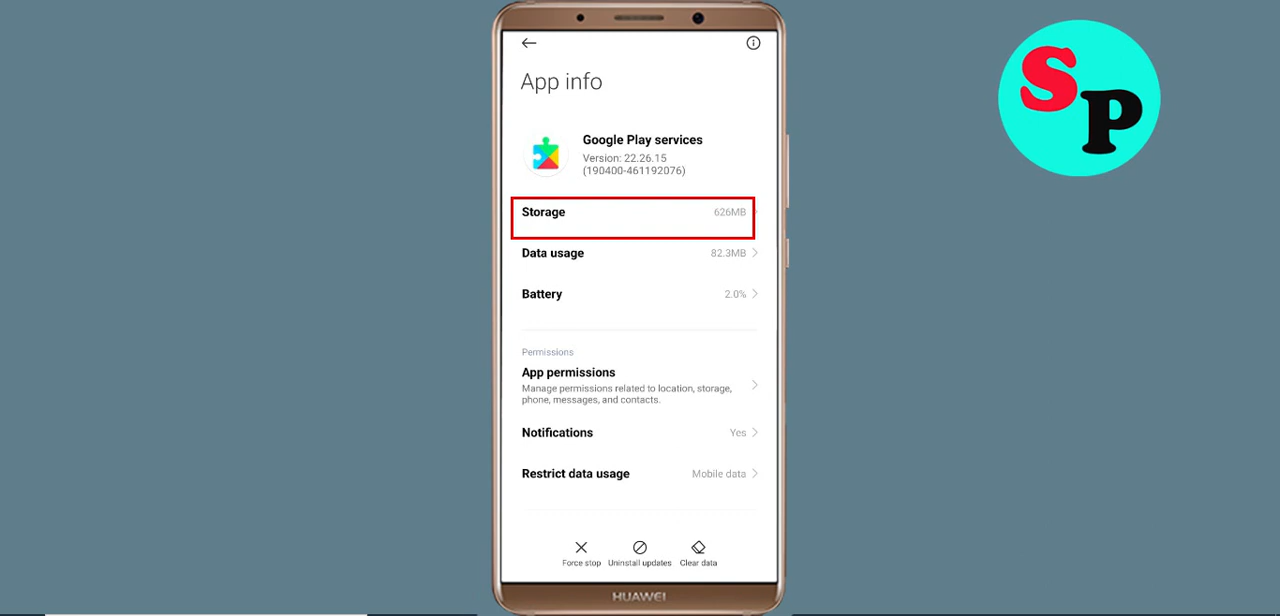 App info
Google Play services
Version: 22.26.15
(190400-461192076)
Storage 626MB
Data usage 82.3MB
Battery 2.0%
Permissions
App permissions
Manage permissions related to location, storage,
phone, messages, and contacts.
Notifications Yes
Restrict data usage Mobile data
Force stop Uninstall updates Clear data
HUAWEI
SP